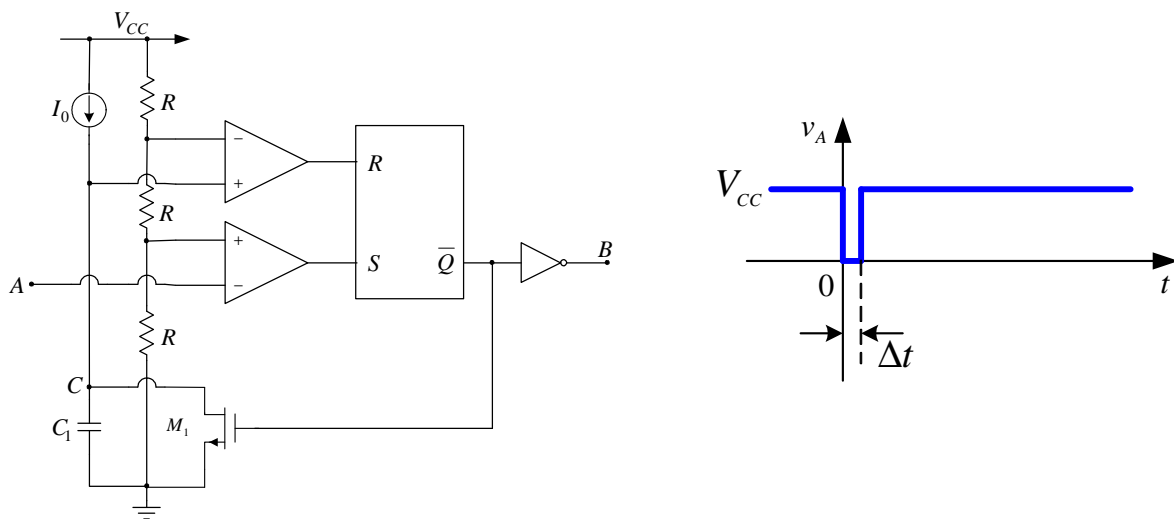 V_CC
I_0
R
−
+
R
R
+
−
S
Q̅
B
A
R
C
C_1
M_1
v_A
V_CC
0
t
Δt